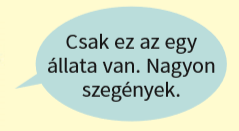 Csak ez az egy
állata van. Nagyon
szegények.